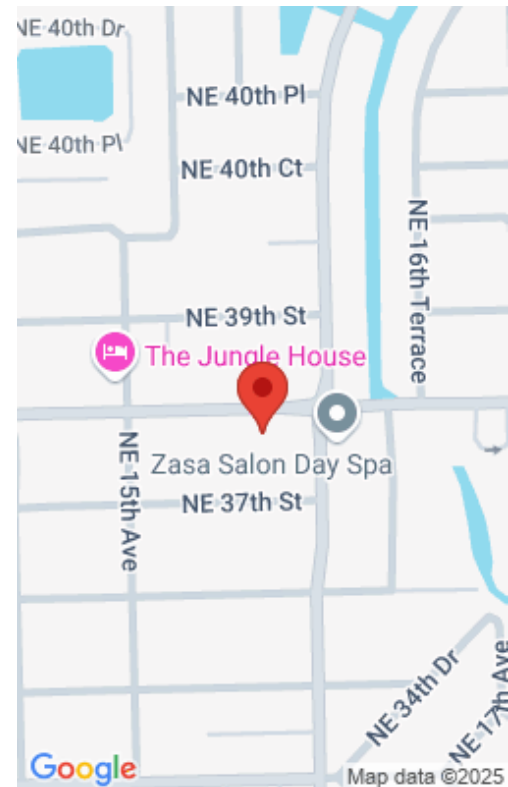 NE 40th Dr
NE 40th Pl
NE 40th Pl
NE 40th Ct
NE 16th Terrace
NE 39th St
The Jungle House
Zasa Salon Day Spa
NE 15th Ave
NE 37th St
NE 34th Dr
NE 17th Ave
Google
Map data ©2025